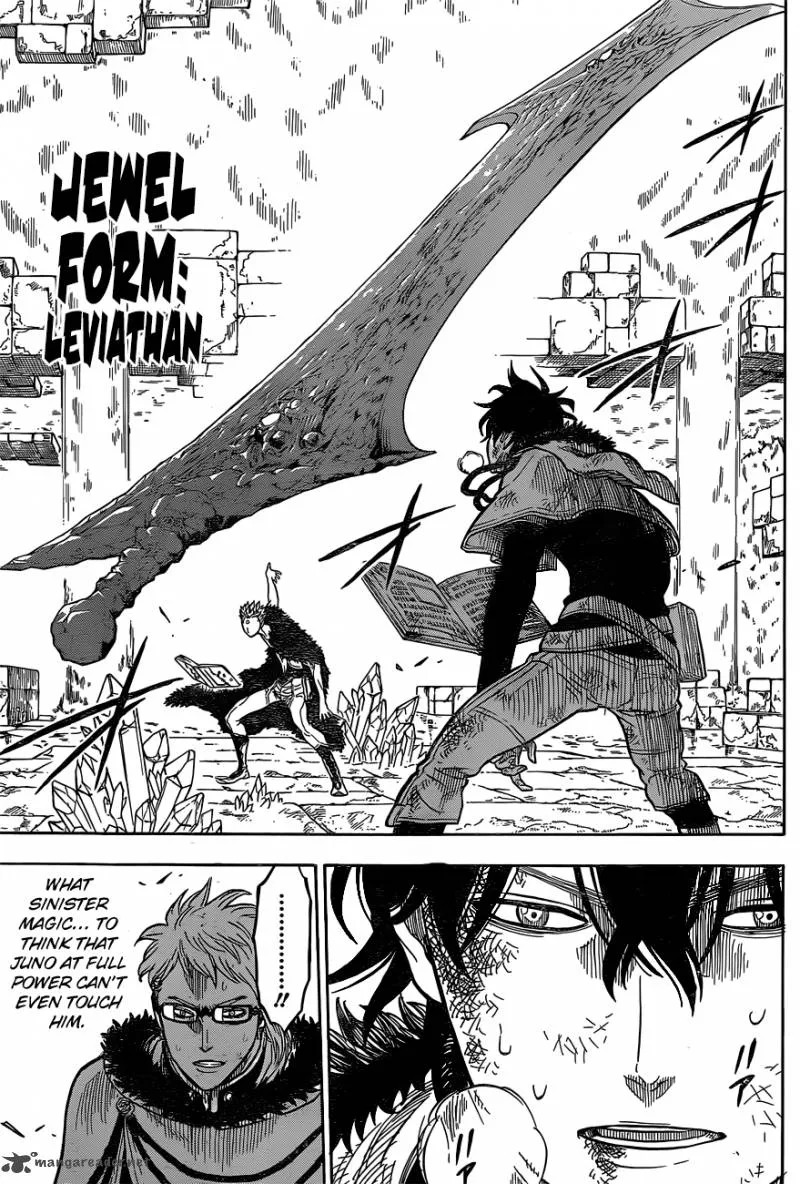 JEWEL
FORM:
LEVIATHAN
WHAT
SINISTER
MAGIC... TO
THINK THAT
JUNO AT FULL
POWER CAN'T
EVEN TOUCH
HIM.
.........!!
mangareader.net